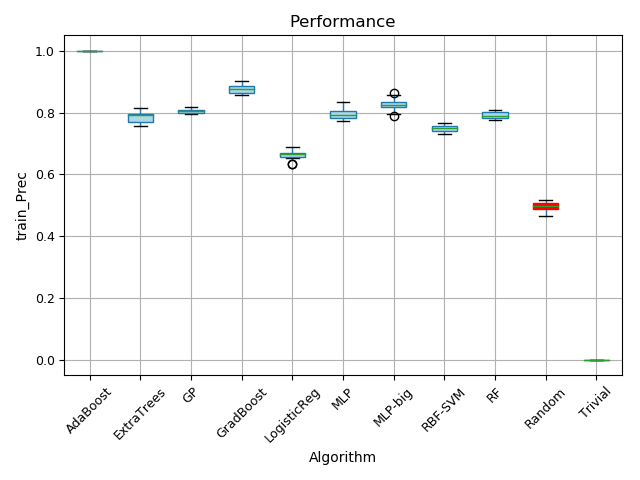 Performance
train_Prec
1.0
0.8
0.6
0.4
0.2
0.0
AdaBoost
ExtraTrees
GP
GradBoost
LogisticReg
MLP
MLP-big
RBF-SVM
RF
Random
Trivial
Algorithm